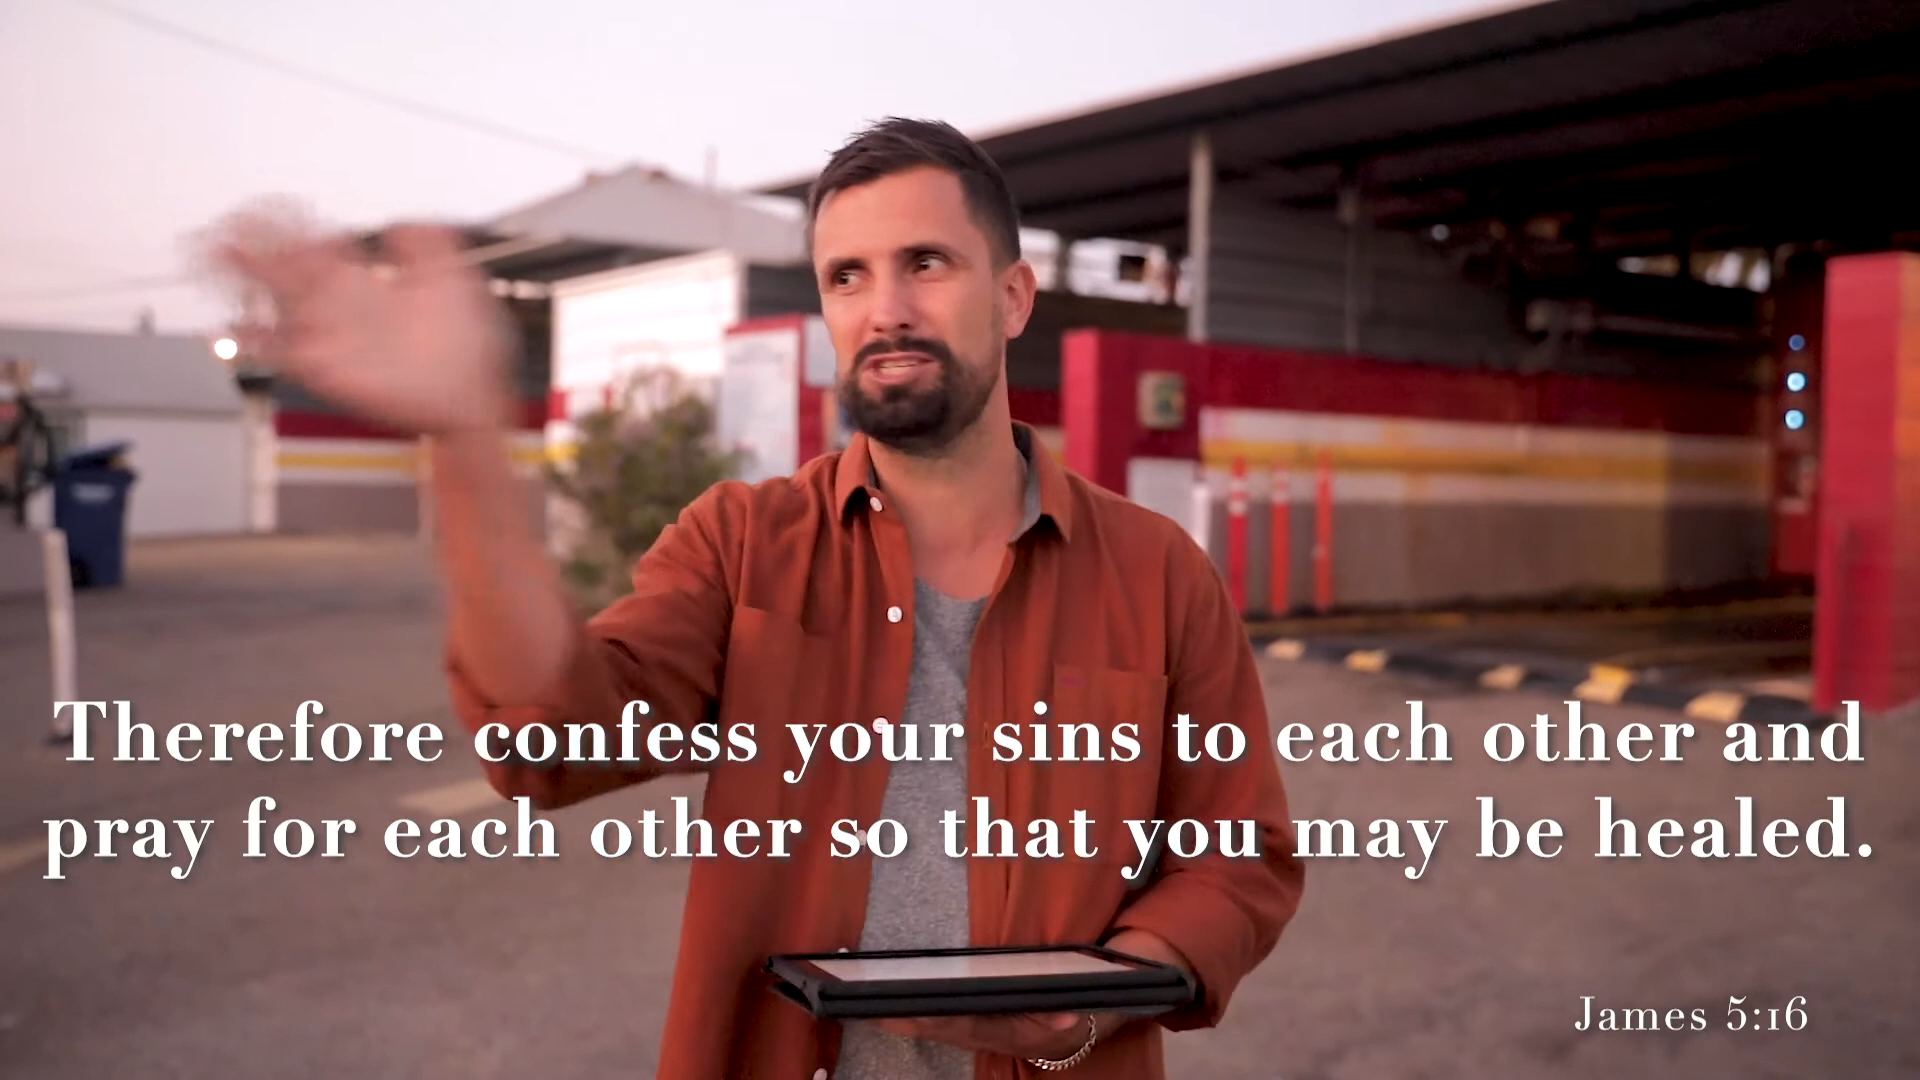 Therefore confess your sins to each other and
pray for each other so that you may be healed.
James 5:16